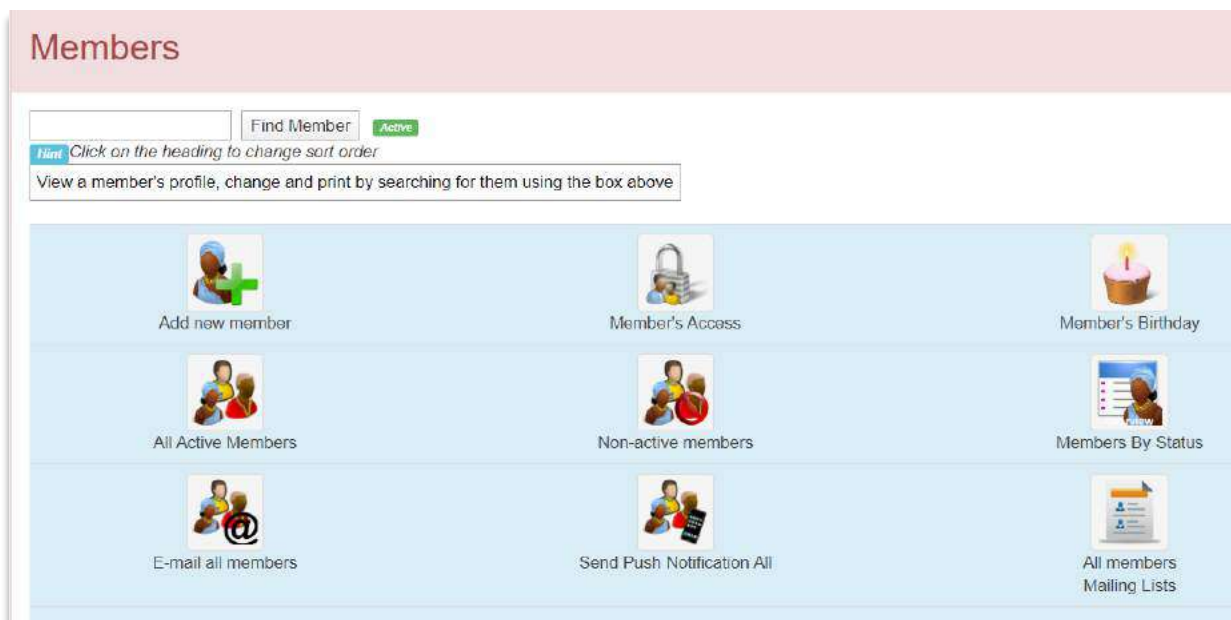 Members
Find Member Active
Hint Click on the heading to change sort order
View a member's profile, change and print by searching for them using the box above
Add new member Member's Access Member's Birthday
All Active Members Non-active members Members By Status
E-mail all members Send Push Notification All All members
Mailing Lists